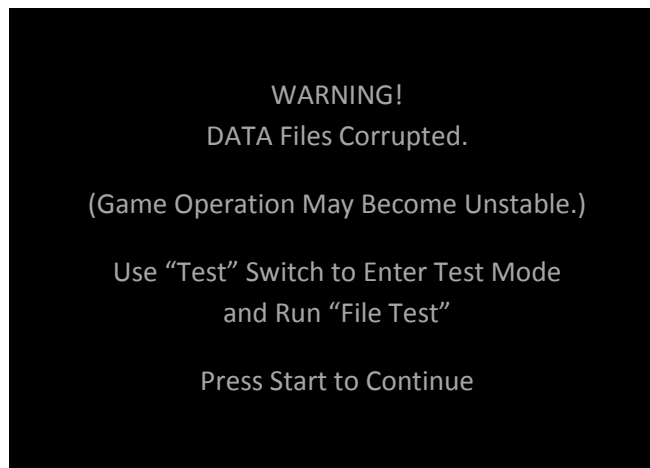 WARNING!
DATA Files Corrupted.
(Game Operation May Become Unstable.)
Use “Test” Switch to Enter Test Mode
and Run “File Test”
Press Start to Continue